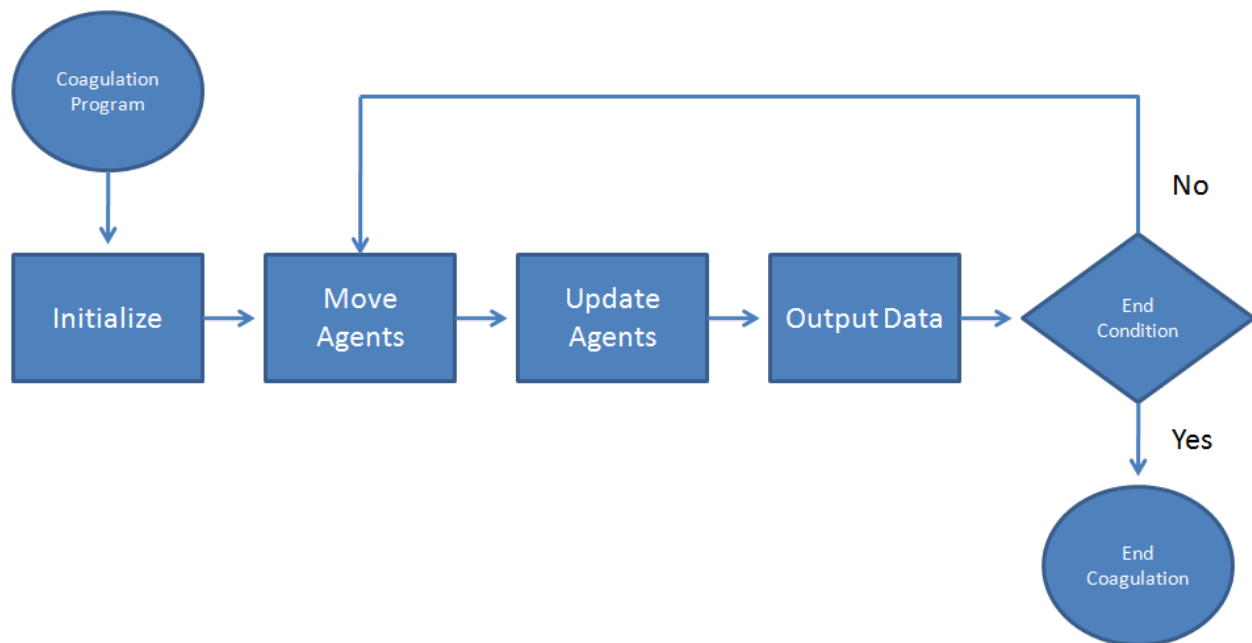 Coagulation
Program
No
Initialize
Move
Agents
Update
Agents
Output Data
End
Condition
Yes
End
Coagulation